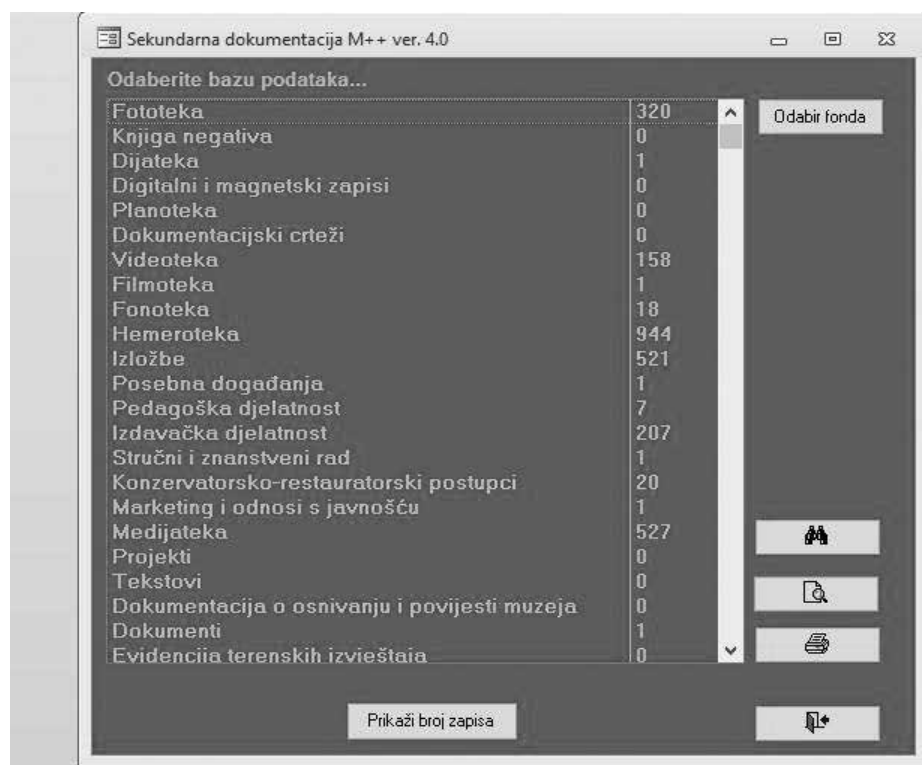 Sekundarna dokumentacija M++ ver. 4.0
Odaberite bazu podataka...
Fototeka 320
Odabir fonda
Knjiga negativa 0
Dijateka 1
Digitalni i magnetski zapisi 0
Planoteka 0
Dokumentacijski crteži 0
Videoteka 158
Filmoteka 1
Fonoteka 18
Hemeroteka 944
Izložbe 521
Posebna događanja 1
Pedagoška djelatnost 7
Izdavačka djelatnost 207
Stručni i znanstveni rad 1
Konzervatorsko-restauratorski postupci 20
Marketing i odnosi s javnošću 1
Medijateka 527
Projekti 0
Tekstovi 0
Dokumentacija o osnivanju i povijesti muzeja 0
Dokumenti 1
Evidencija terenskih izvještaja 0
Prikaži broj zapisa